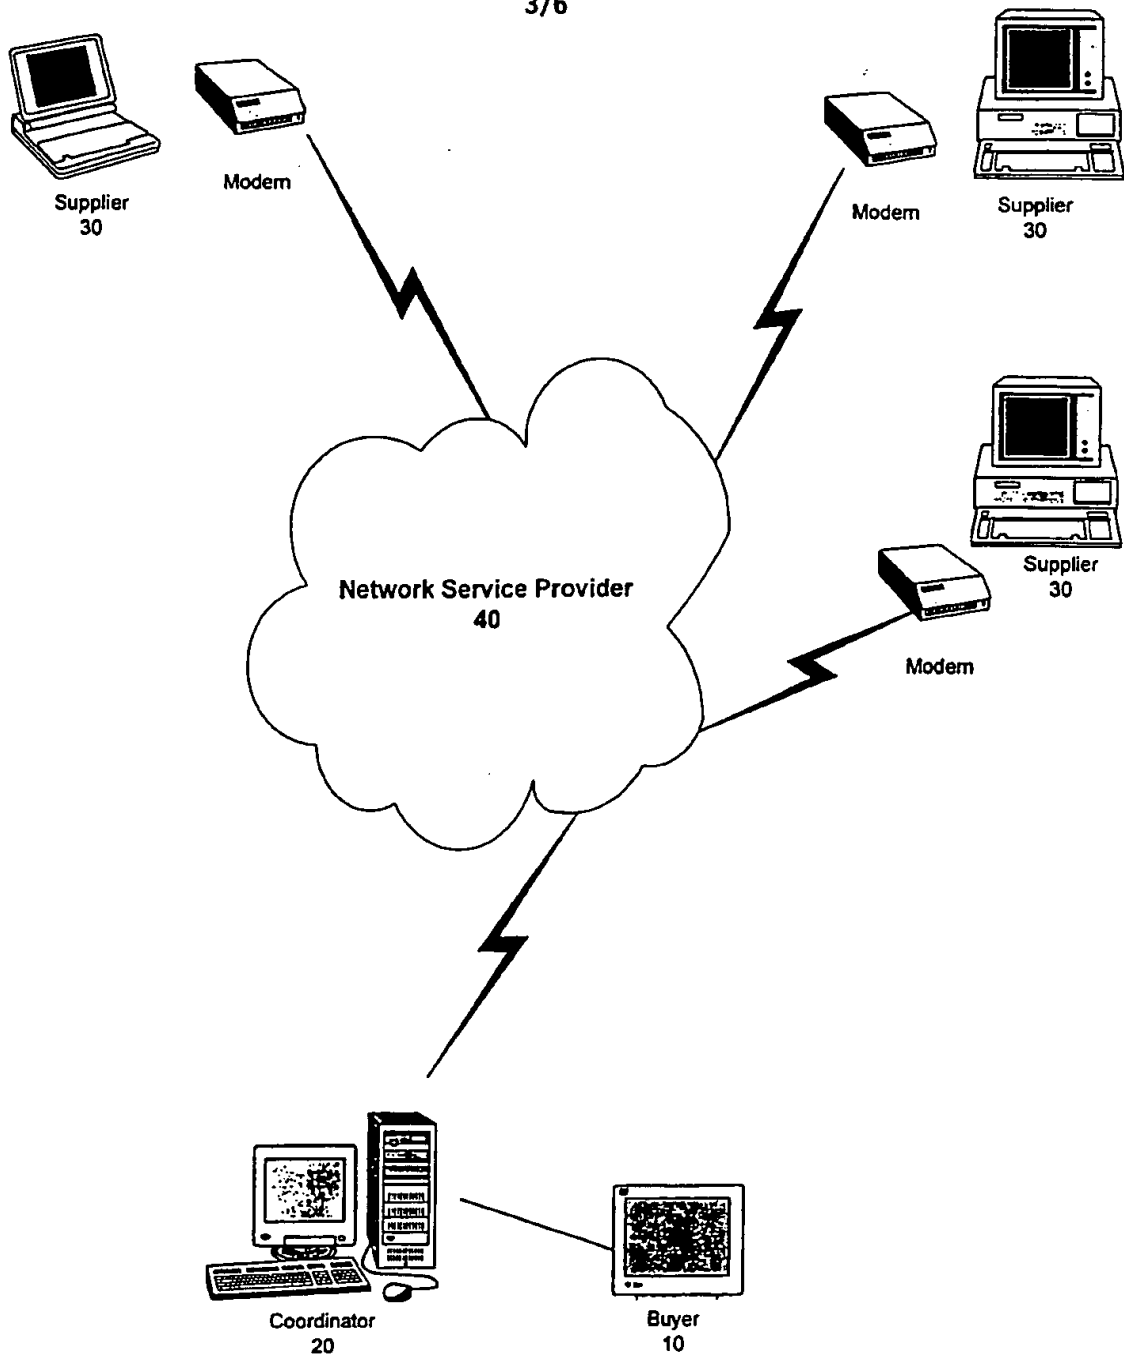 3/6
Supplier
30
Modem
Modem
Supplier
30
Supplier
30
Modem
Network Service Provider
40
Coordinator
20
Buyer
10